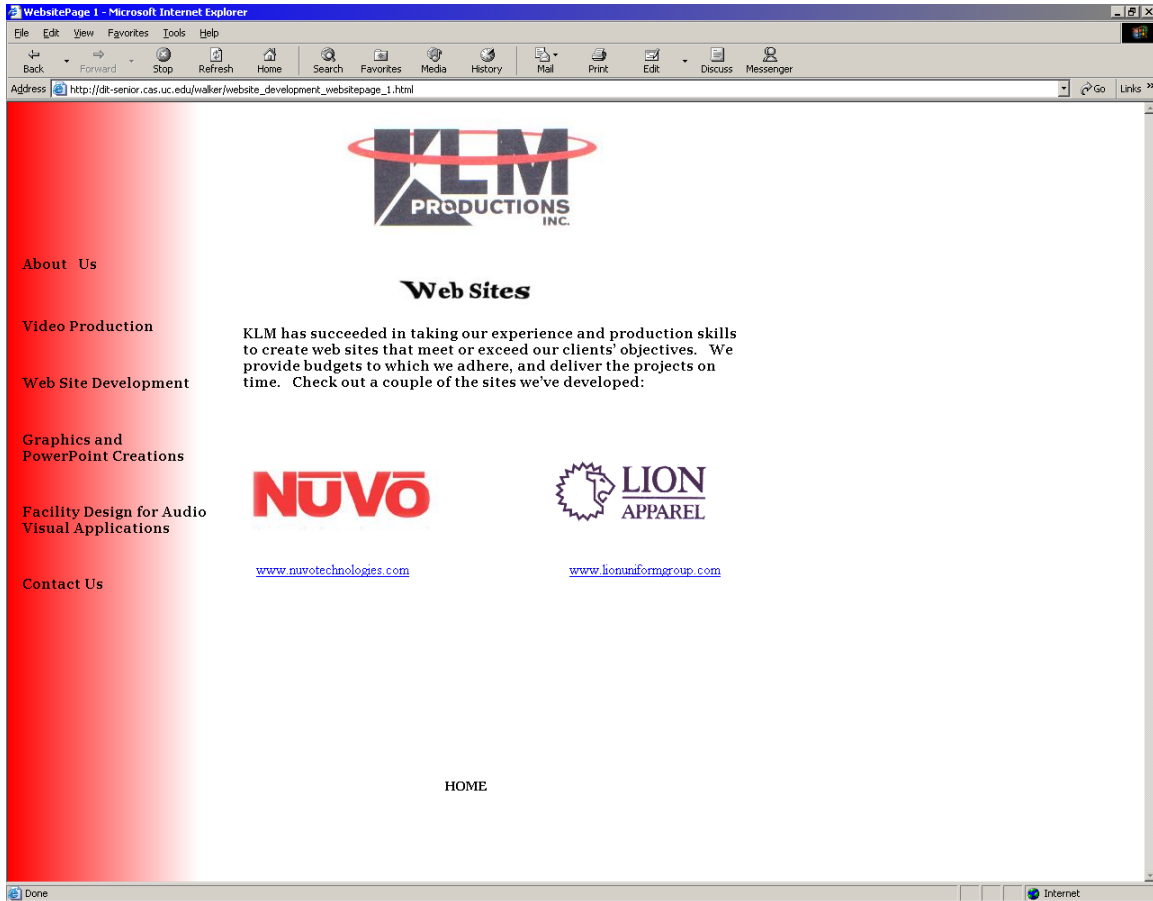 WebsitePage 1 - Microsoft Internet Explorer
File Edit View Favorites Tools Help
Back Forward Stop Refresh Home Search Favorites Media History Mail Print Edit Discuss Messenger
Address http://dit-senior.cas.uc.edu/walker/website_development_websitepage_1.html Go Links »
KLM
PRODUCTIONS
INC.
About Us
Video Production
Web Site Development
Graphics and
PowerPoint Creations
Facility Design for Audio
Visual Applications
Contact Us
Web Sites
KLM has succeeded in taking our experience and production skills
to create web sites that meet or exceed our clients' objectives. We
provide budgets to which we adhere, and deliver the projects on
time. Check out a couple of the sites we've developed:
NŪVō
LION
APPAREL
www.nuvotechnologies.com
www.lionuniformgroup.com
HOME
Done Internet